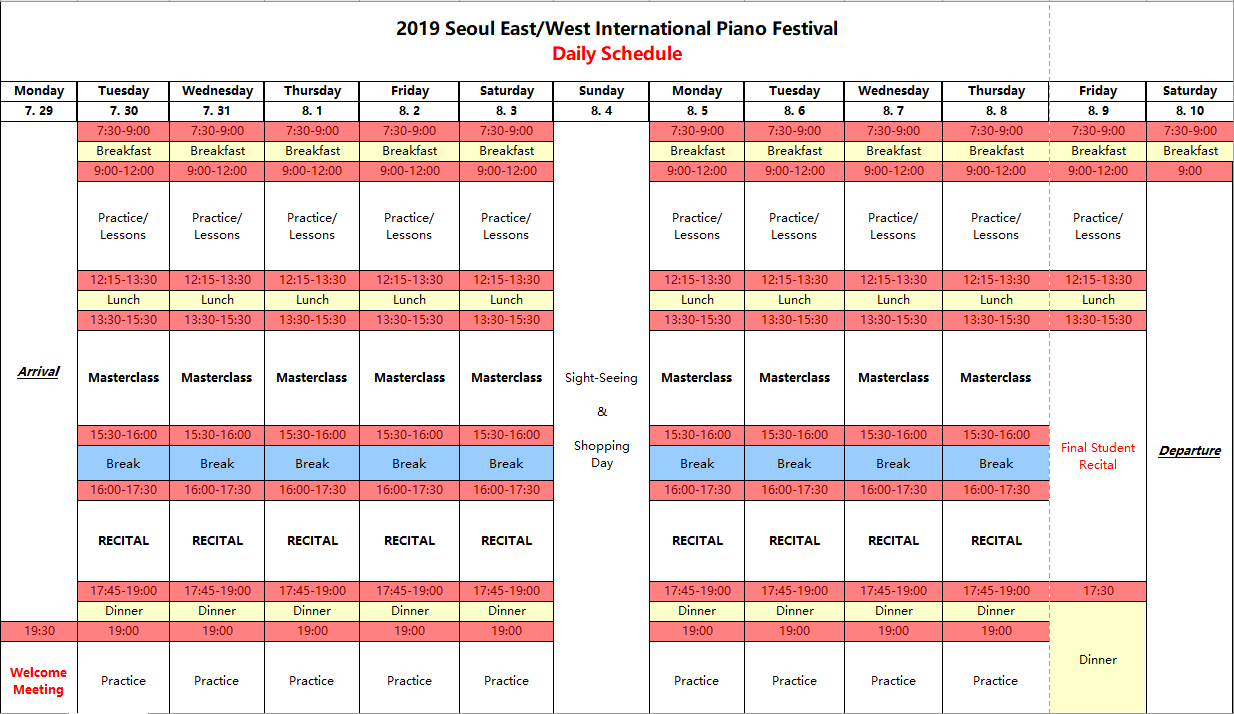 2019 Seoul East/West International Piano Festival
Daily Schedule
Monday Tuesday Wednesday Thursday Friday Saturday Sunday Monday Tuesday Wednesday Thursday Friday Saturday
7. 29 7. 30 7. 31 8. 1 8. 2 8. 3 8. 4 8. 5 8. 6 8. 7 8. 8 8. 9 8. 10
7:30-9:00 7:30-9:00 7:30-9:00 7:30-9:00 7:30-9:00 7:30-9:00 7:30-9:00 7:30-9:00 7:30-9:00 7:30-9:00 7:30-9:00
Breakfast Breakfast Breakfast Breakfast Breakfast Breakfast Breakfast Breakfast Breakfast Breakfast Breakfast
9:00-12:00 9:00-12:00 9:00-12:00 9:00-12:00 9:00-12:00 9:00-12:00 9:00-12:00 9:00-12:00 9:00-12:00 9:00-12:00 9:00
Practice/ Practice/ Practice/ Practice/ Practice/ Practice/ Practice/ Practice/ Practice/ Practice/
Lessons Lessons Lessons Lessons Lessons Lessons Lessons Lessons Lessons Lessons
12:15-13:30 12:15-13:30 12:15-13:30 12:15-13:30 12:15-13:30 12:15-13:30 12:15-13:30 12:15-13:30 12:15-13:30 12:15-13:30
Lunch Lunch Lunch Lunch Lunch Lunch Lunch Lunch Lunch Lunch
13:30-15:30 13:30-15:30 13:30-15:30 13:30-15:30 13:30-15:30 13:30-15:30 13:30-15:30 13:30-15:30 13:30-15:30 13:30-15:30
Arrival Masterclass Masterclass Masterclass Masterclass Masterclass Sight-Seeing Masterclass Masterclass Masterclass Masterclass
&
15:30-16:00 15:30-16:00 15:30-16:00 15:30-16:00 15:30-16:00 15:30-16:00 15:30-16:00 15:30-16:00 15:30-16:00
Shopping Final Student Departure
Break Break Break Break Break Day Break Break Break Break Recital
16:00-17:30 16:00-17:30 16:00-17:30 16:00-17:30 16:00-17:30 16:00-17:30 16:00-17:30 16:00-17:30 16:00-17:30
RECITAL RECITAL RECITAL RECITAL RECITAL RECITAL RECITAL RECITAL RECITAL
17:45-19:00 17:45-19:00 17:45-19:00 17:45-19:00 17:45-19:00 17:45-19:00 17:45-19:00 17:45-19:00 17:45-19:00 17:30
Dinner Dinner Dinner Dinner Dinner Dinner Dinner Dinner Dinner
19:30 19:00 19:00 19:00 19:00 19:00 19:00 19:00 19:00 19:00
Dinner
Welcome
Meeting Practice Practice Practice Practice Practice Practice Practice Practice Practice